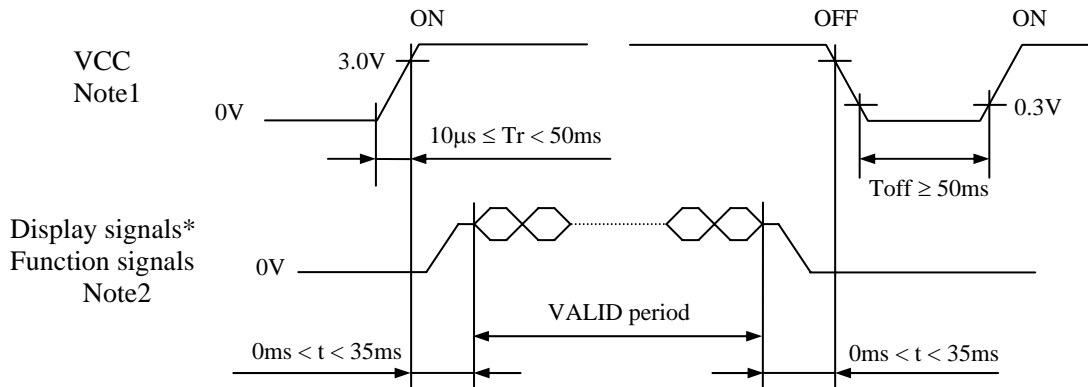 ON OFF ON
VCC
Note1
3.0V
0V
0.3V
10μs ≤ Tr < 50ms
Toff ≥ 50ms
Display signals*
Function signals
Note2
0V
VALID period
0ms < t < 35ms 0ms < t < 35ms